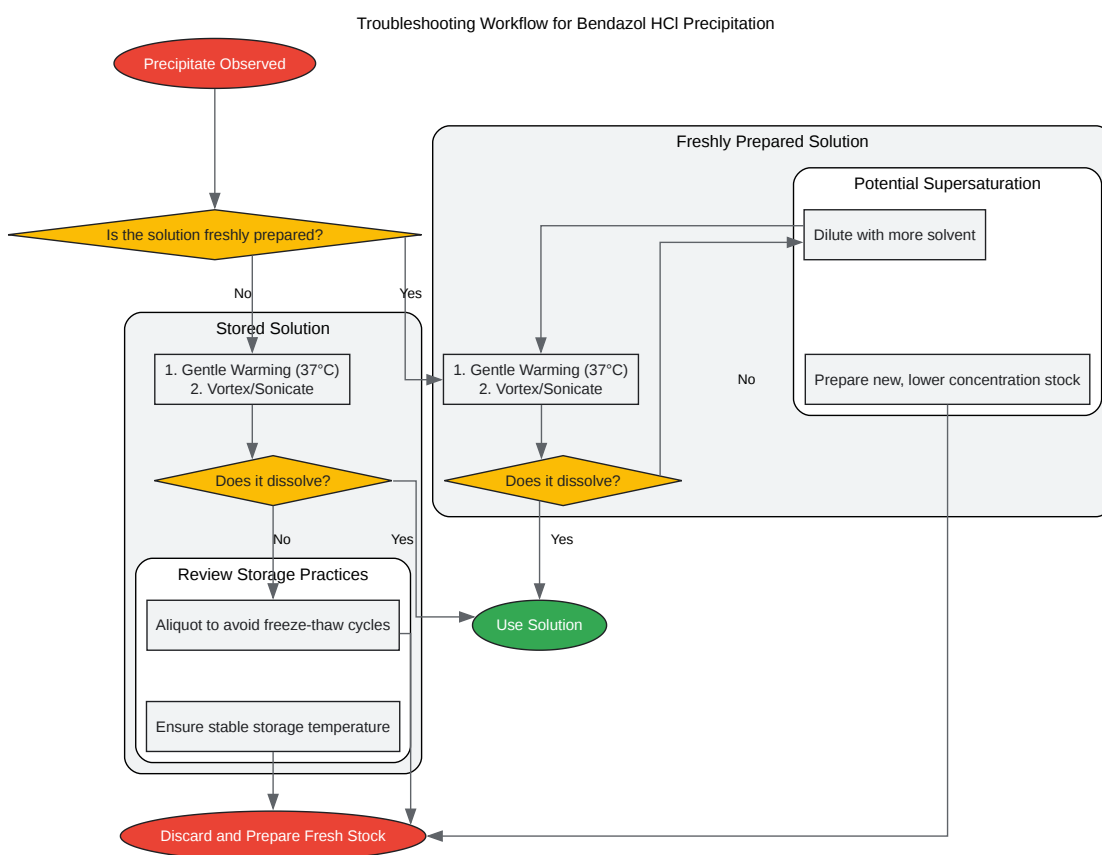 Troubleshooting Workflow for Bendazol HCl Precipitation
Precipitate Observed
Is the solution freshly prepared?
No
Yes
Stored Solution
1. Gentle Warming (37°C)
2. Vortex/Sonicate
Does it dissolve?
No
Yes
Review Storage Practices
Aliquot to avoid freeze-thaw cycles
Ensure stable storage temperature
Freshly Prepared Solution
Potential Supersaturation
Dilute with more solvent
Prepare new, lower concentration stock
1. Gentle Warming (37°C)
2. Vortex/Sonicate
No
Does it dissolve?
Yes
Use Solution
Discard and Prepare Fresh Stock